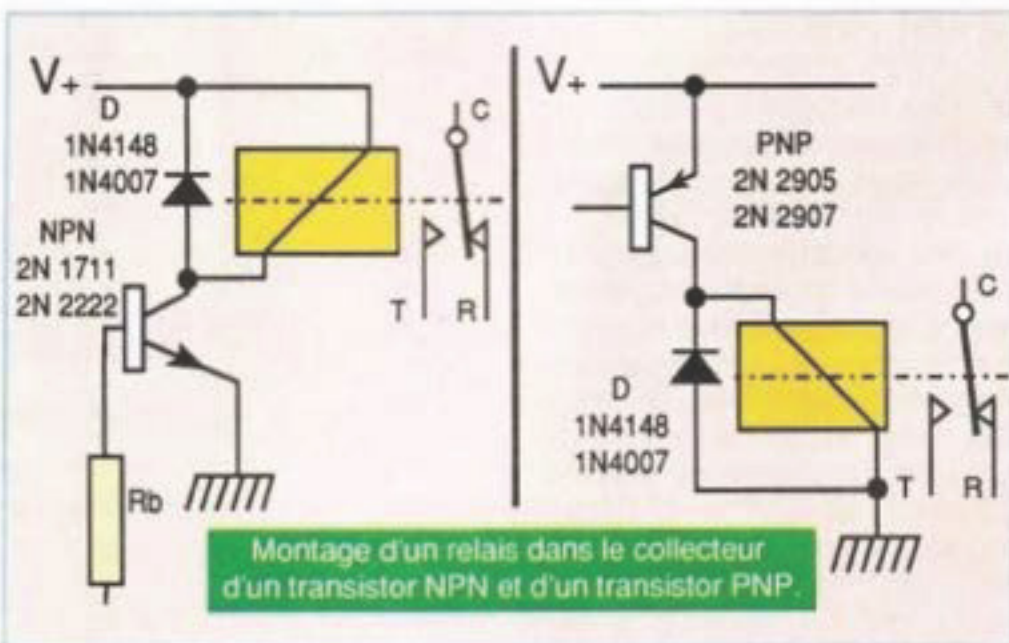 V+
D
1N4148
1N4007
NPN
2N 1711
2N 2222
Rb
C
T
R
V+
PNP
2N 2905
2N 2907
D
1N4148
1N4007
C
T
R
Montage d'un relais dans le collecteur
d'un transistor NPN et d'un transistor PNP.